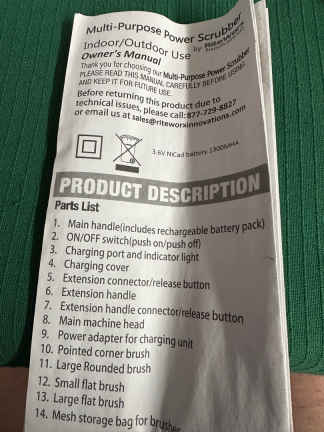 Multi-Purpose Power Scrubber
Indoor/Outdoor Use by RiteWorx
Owner's Manual
Thank you for choosing our Multi-Purpose Power Scrubber
PLEASE READ THIS MANUAL CAREFULLY BEFORE USING!
AND KEEP IT FOR FUTURE USE.
Before returning this product due to
technical issues, please call:877-729-8827
or email us at sales@riteworxinnovations.com
3.6V NiCad battery 1300MHA
PRODUCT DESCRIPTION
Parts List
1. Main handle(includes rechargeable battery pack)
2. ON/OFF switch(push on/push off)
3. Charging port and indicator light
4. Charging cover
5. Extension connector/release button
6. Extension handle
7. Extension handle connector/release button
8. Main machine head
9. Power adapter for charging unit
10. Pointed corner brush
11. Large Rounded brush
12. Small flat brush
13. Large flat brush
14. Mesh storage bag for brushes